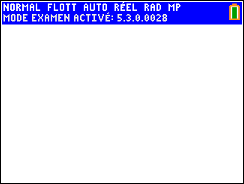 NORMAL FLOTT AUTO RÉEL RAD MP
MODE EXAMEN ACTIVÉ: 5.3.0.0028